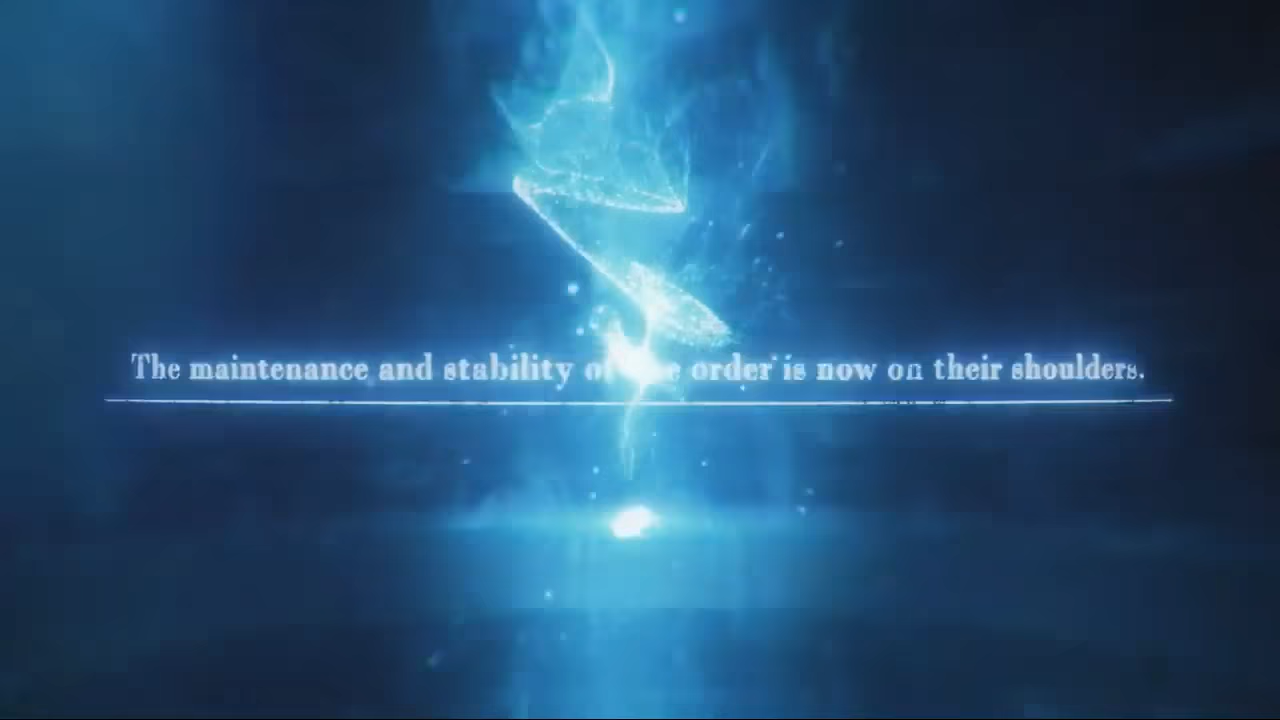 The maintenance and stability order is now on their shoulders.